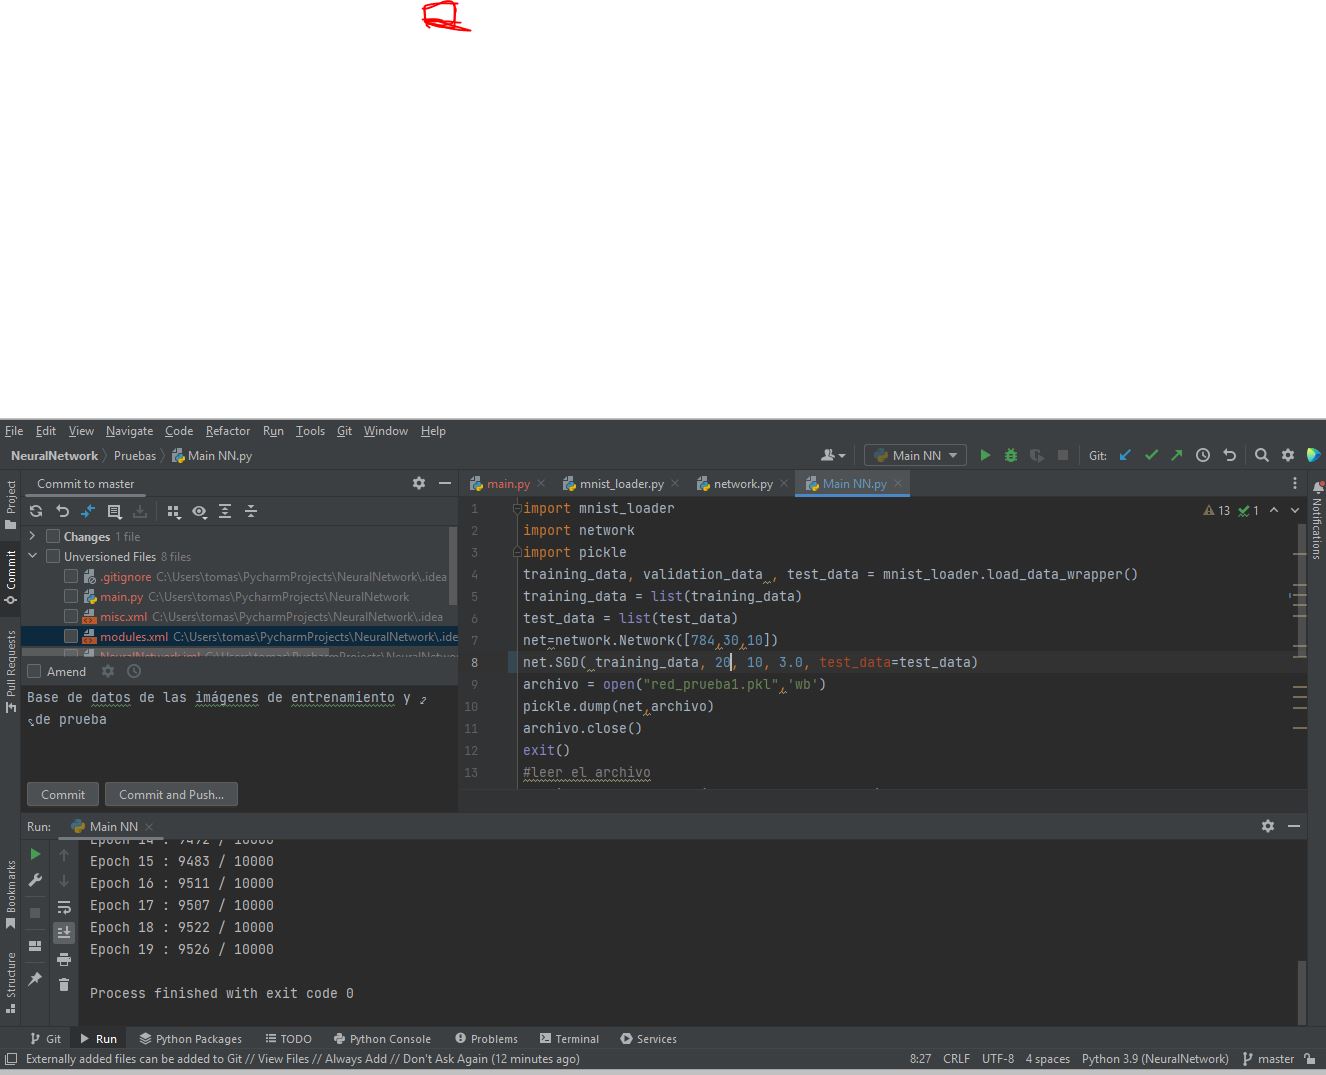 File Edit View Navigate Code Refactor Run Tools Git Window Help
NeuralNetwork Pruebas Main NN.py
Main NN
Git:
Project
Commit
Pull Requests
Bookmarks
Structure
Commit to master
Changes 1 file
Unversioned Files 8 files
.gitignore C:\Users\tomas\PycharmProjects\NeuralNetwork\.idea
main.py C:\Users\tomas\PycharmProjects\NeuralNetwork
misc.xml C:\Users\tomas\PycharmProjects\NeuralNetwork\.idea
modules.xml C:\Users\tomas\PycharmProjects\NeuralNetwork\.ide
NeuralNetwork.iml C:\Users\tomas\PycharmProjects\NeuralNetwo
Amend
Base de datos de las imágenes de entrenamiento y
de prueba
Commit Commit and Push...
main.py mnist_loader.py network.py Main NN.py
13 1
1 import mnist_loader
2 import network
3 import pickle
4 training_data, validation_data , test_data = mnist_loader.load_data_wrapper()
5 training_data = list(training_data)
6 test_data = list(test_data)
7 net=network.Network([784,30,10])
8 net.SGD( training_data, 20, 10, 3.0, test_data=test_data)
9 archivo = open("red_prueba1.pkl",'wb')
10 pickle.dump(net,archivo)
11 archivo.close()
12 exit()
13 #leer el archivo
Notifications
Run: Main NN
Epoch 14 : 9492 / 10000
Epoch 15 : 9483 / 10000
Epoch 16 : 9511 / 10000
Epoch 17 : 9507 / 10000
Epoch 18 : 9522 / 10000
Epoch 19 : 9526 / 10000
Process finished with exit code 0
Git Run Python Packages TODO Python Console Problems Terminal Services
Externally added files can be added to Git // View Files // Always Add // Don't Ask Again (12 minutes ago)
8:27 CRLF UTF-8 4 spaces Python 3.9 (NeuralNetwork) master